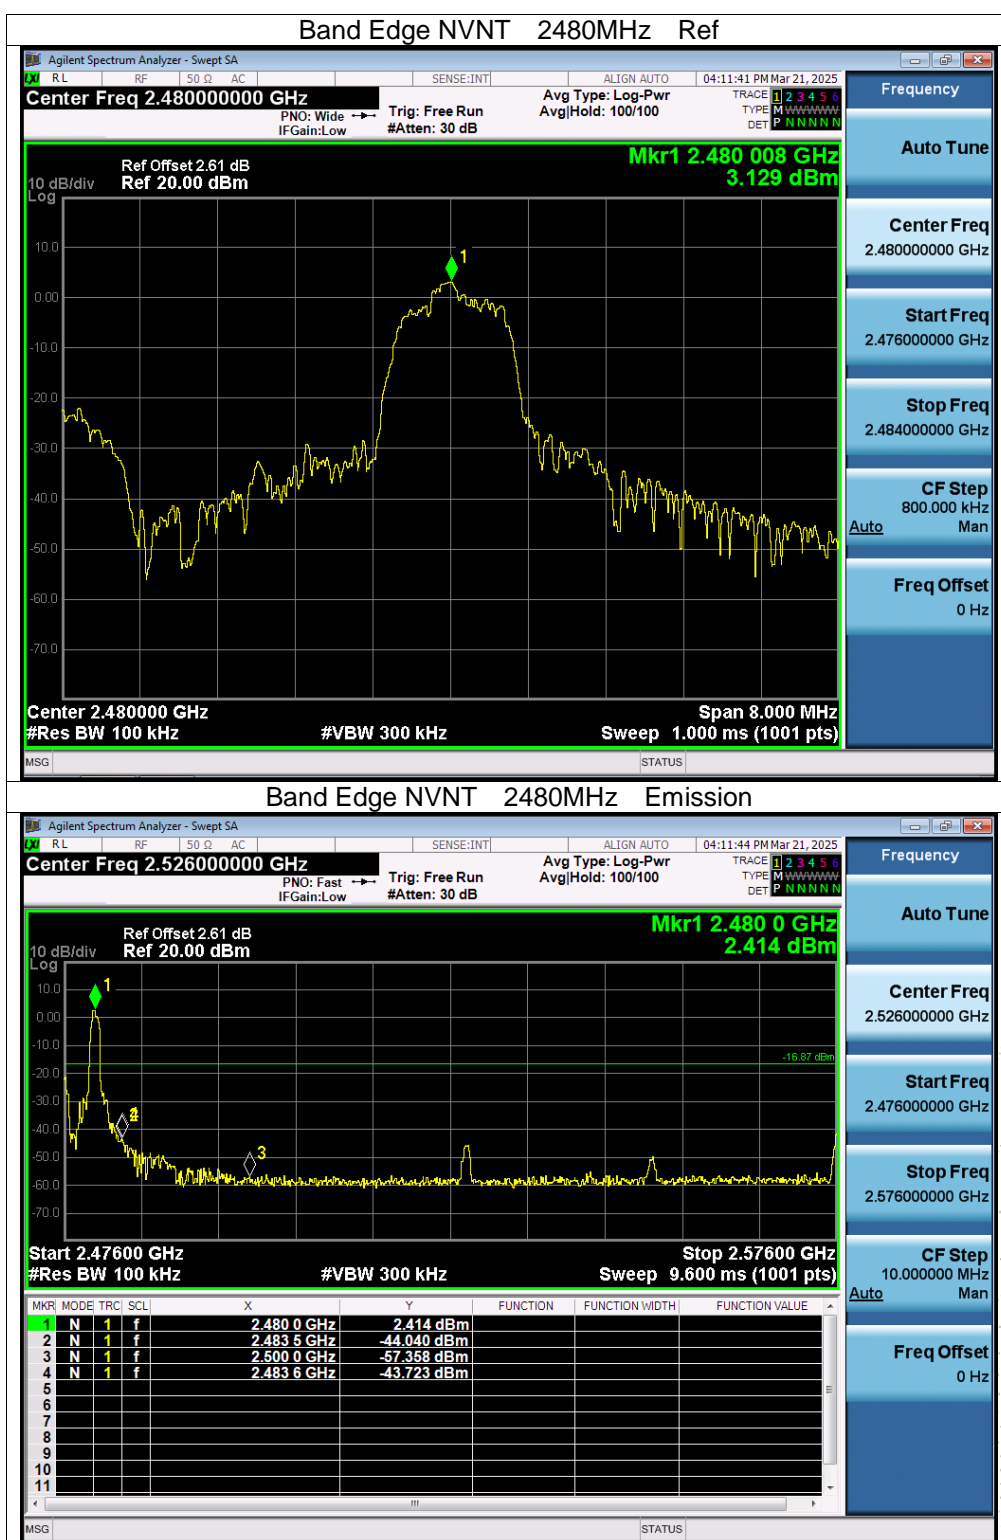 Band Edge NVNT 2480MHz Ref
Agilent Spectrum Analyzer - Swept SA
LXI RL RF 50 Ω AC SENSE:INT ALIGN AUTO 04:11:41 PM Mar 21, 2025
Center Freq 2.480000000 GHz
PNO: Wide
IFGain:Low
Trig: Free Run
#Atten: 30 dB
Avg Type: Log-Pwr
Avg|Hold: 100/100
TRACE 1 2 3 4 5 6
TYPE M W W W W W
DET P N N N N N
Ref Offset 2.61 dB
Ref 20.00 dBm
10 dB/div
Log
Mkr1 2.480 008 GHz
3.129 dBm
1
10.0
0.00
-10.0
-20.0
-30.0
-40.0
-50.0
-60.0
-70.0
Center 2.480000 GHz Span 8.000 MHz
#Res BW 100 kHz #VBW 300 kHz Sweep 1.000 ms (1001 pts)
MSG STATUS
Frequency
Auto Tune
Center Freq
2.480000000 GHz
Start Freq
2.476000000 GHz
Stop Freq
2.484000000 GHz
CF Step
800.000 kHz
Auto Man
Freq Offset
0 Hz
Band Edge NVNT 2480MHz Emission
Agilent Spectrum Analyzer - Swept SA
LXI RL RF 50 Ω AC SENSE:INT ALIGN AUTO 04:11:44 PM Mar 21, 2025
Center Freq 2.526000000 GHz
PNO: Fast
IFGain:Low
Trig: Free Run
#Atten: 30 dB
Avg Type: Log-Pwr
Avg|Hold: 100/100
TRACE 1 2 3 4 5 6
TYPE M W W W W W
DET P N N N N N
Ref Offset 2.61 dB
Ref 20.00 dBm
10 dB/div
Log
Mkr1 2.480 0 GHz
2.414 dBm
1
-16.87 dBm
3
10.0
0.00
-10.0
-20.0
-30.0
-40.0
-50.0
-60.0
-70.0
Start 2.47600 GHz Stop 2.57600 GHz
#Res BW 100 kHz #VBW 300 kHz Sweep 9.600 ms (1001 pts)
MKR MODE TRC SCL X Y FUNCTION FUNCTION WIDTH FUNCTION VALUE
1 N 1 f 2.480 0 GHz 2.414 dBm
2 N 1 f 2.483 5 GHz -44.040 dBm
3 N 1 f 2.500 0 GHz -57.358 dBm
4 N 1 f 2.483 6 GHz -43.723 dBm
5
6
7
8
9
10
11
MSG STATUS
Frequency
Auto Tune
Center Freq
2.526000000 GHz
Start Freq
2.476000000 GHz
Stop Freq
2.576000000 GHz
CF Step
10.000000 MHz
Auto Man
Freq Offset
0 Hz